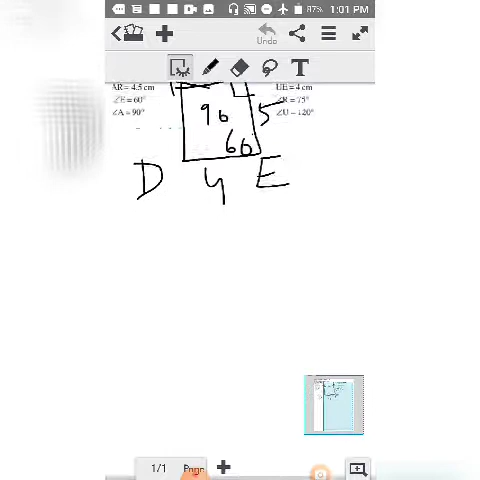 87% 1:01 PM
Undo
T
AR = 4.5 cm UE = 4 cm
∠E = 60° ∠R = 75°
∠A = 90° ∠U = 120°
90 5
60
D 4 E
1/1 Page